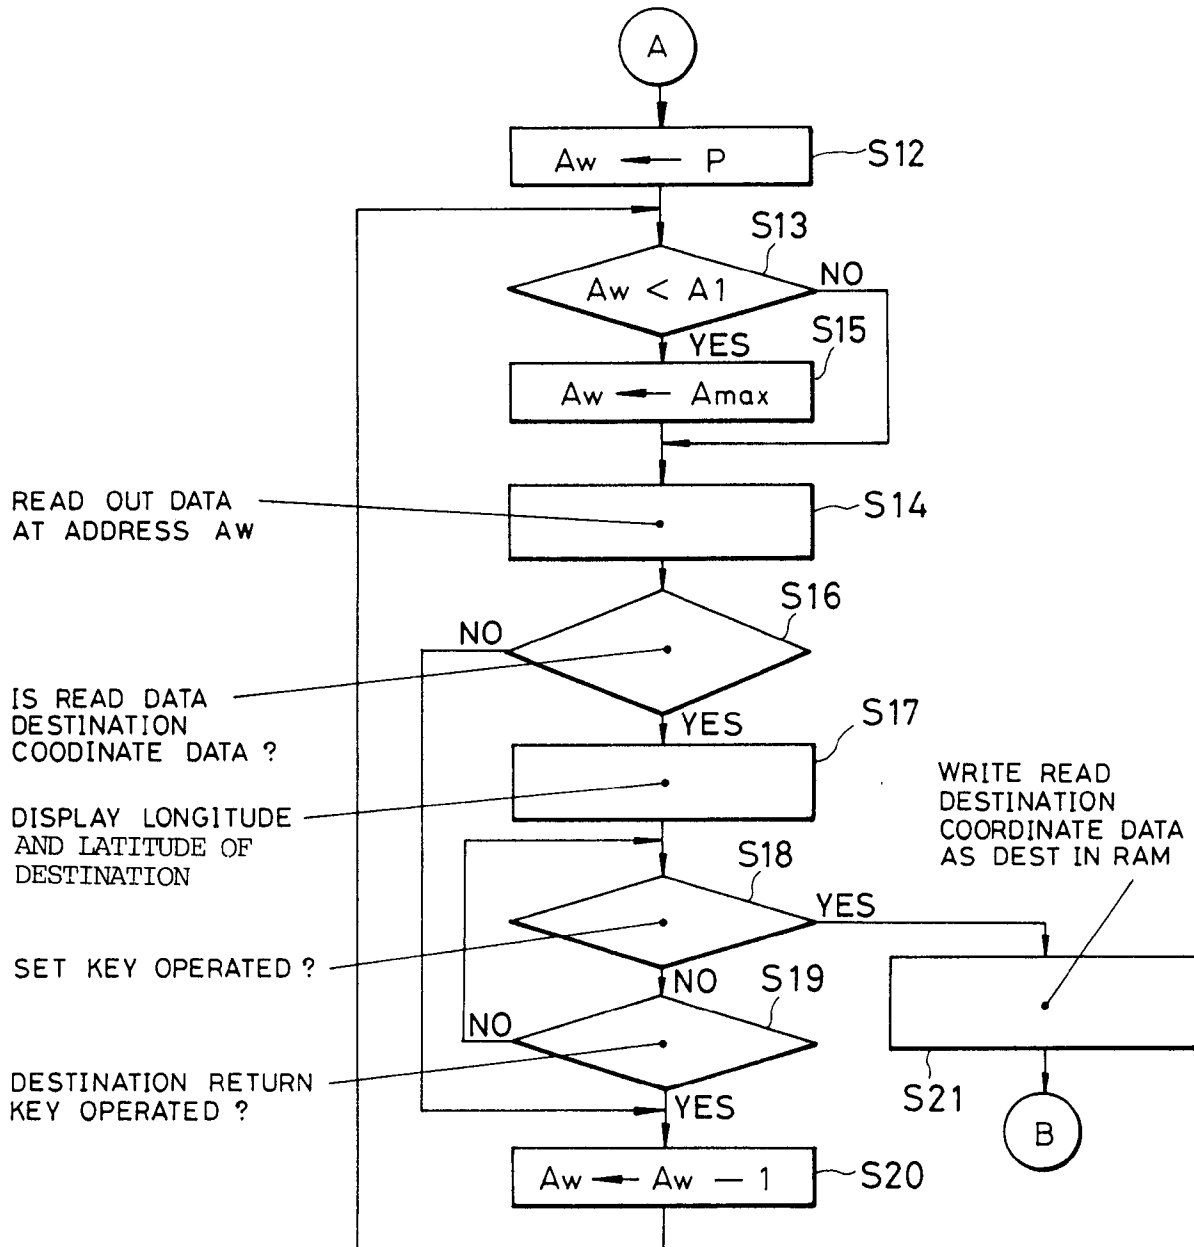 A
Aw ← P
S12
S13
Aw < A1
NO
YES
S15
Aw ← Amax
READ OUT DATA
AT ADDRESS AW
S14
S16
NO
IS READ DATA
DESTINATION
COODINATE DATA ?
YES
S17
DISPLAY LONGITUDE
AND LATITUDE OF
DESTINATION
WRITE READ
DESTINATION
COORDINATE DATA
AS DEST IN RAM
S18
YES
SET KEY OPERATED ?
NO
S19
NO
DESTINATION RETURN
KEY OPERATED ?
YES
S21
B
Aw ← Aw − 1
S20